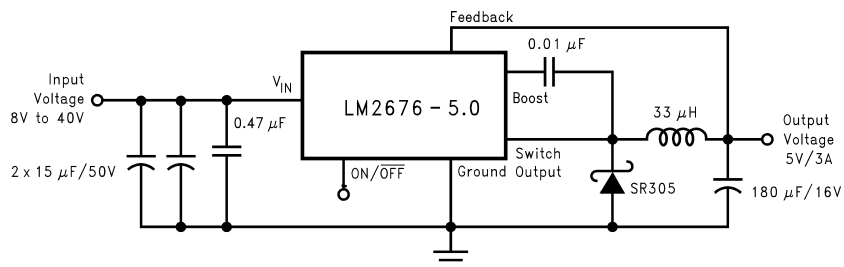 Feedback
0.01 μF
Input
Voltage
8V to 40V
V_IN
LM2676 - 5.0
Boost
33 μH
Output
Voltage
5V/3A
0.47 μF
2 x 15 μF/50V
ON/O̅F̅F̅
Ground
Switch
Output
SR305
180 μF/16V